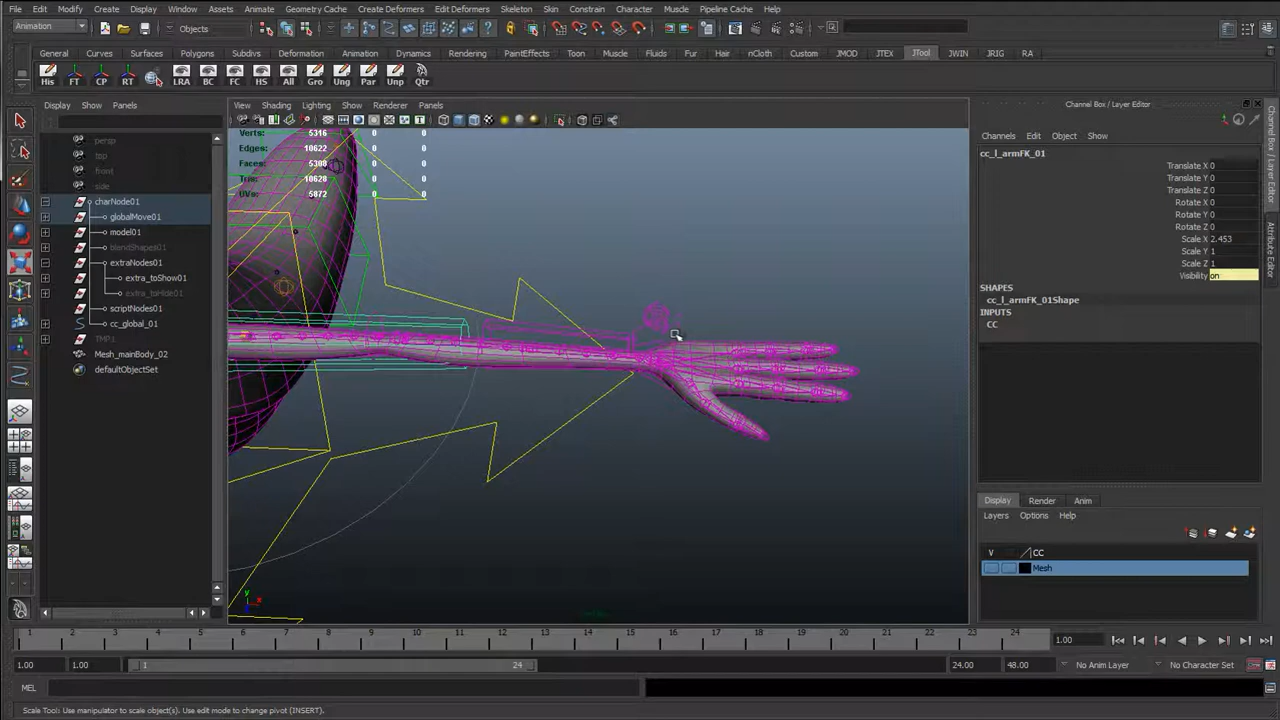 File Edit Modify Create Display Window Assets Animate Geometry Cache Create Deformers Edit Deformers Skeleton Skin Constrain Character Muscle Pipeline Cache Help
Animation Objects
General Curves Surfaces Polygons Subdivs Deformation Animation Dynamics Rendering PaintEffects Toon Muscle Fluids Fur Hair nCloth Custom JMOD JTEX JTool JWIN JRIG RA
His FT CP RT LRA BC FC HS All Gro Ung Par Unp Qtr
Display Show Panels
View Shading Lighting Show Renderer Panels
Channel Box / Layer Editor
persp
top
front
side
charNode01
globalMove01
model01
blendShapes01
extraNodes01
extra_toShow01
extra_toHide01
scriptNodes01
cc_global_01
TMP1
Mesh_mainBody_02
defaultObjectSet
Verts: 5316 0 0
Edges: 10622 0 0
Faces: 5308 0 0
Tris: 10628 0 0
UVs: 5872 0 0
y
x
Channels Edit Object Show
cc_l_armFK_01
Translate X 0
Translate Y 0
Translate Z 0
Rotate X 0
Rotate Y 0
Rotate Z 0
Scale X 2.453
Scale Y 1
Scale Z 1
Visibility on
SHAPES
cc_l_armFK_01Shape
INPUTS
CC
Channel Box / Layer Editor
Attribute Editor
Display Render Anim
Layers Options Help
V CC
Mesh
1 2 3 4 5 6 7 8 9 10 11 12 13 14 15 16 17 18 19 20 21 22 23 24 1.00
1.00 1.00 1 24 24.00 48.00 No Anim Layer No Character Set
MEL
Scale Tool: Use manipulator to scale object(s). Use edit mode to change pivot (INSERT).